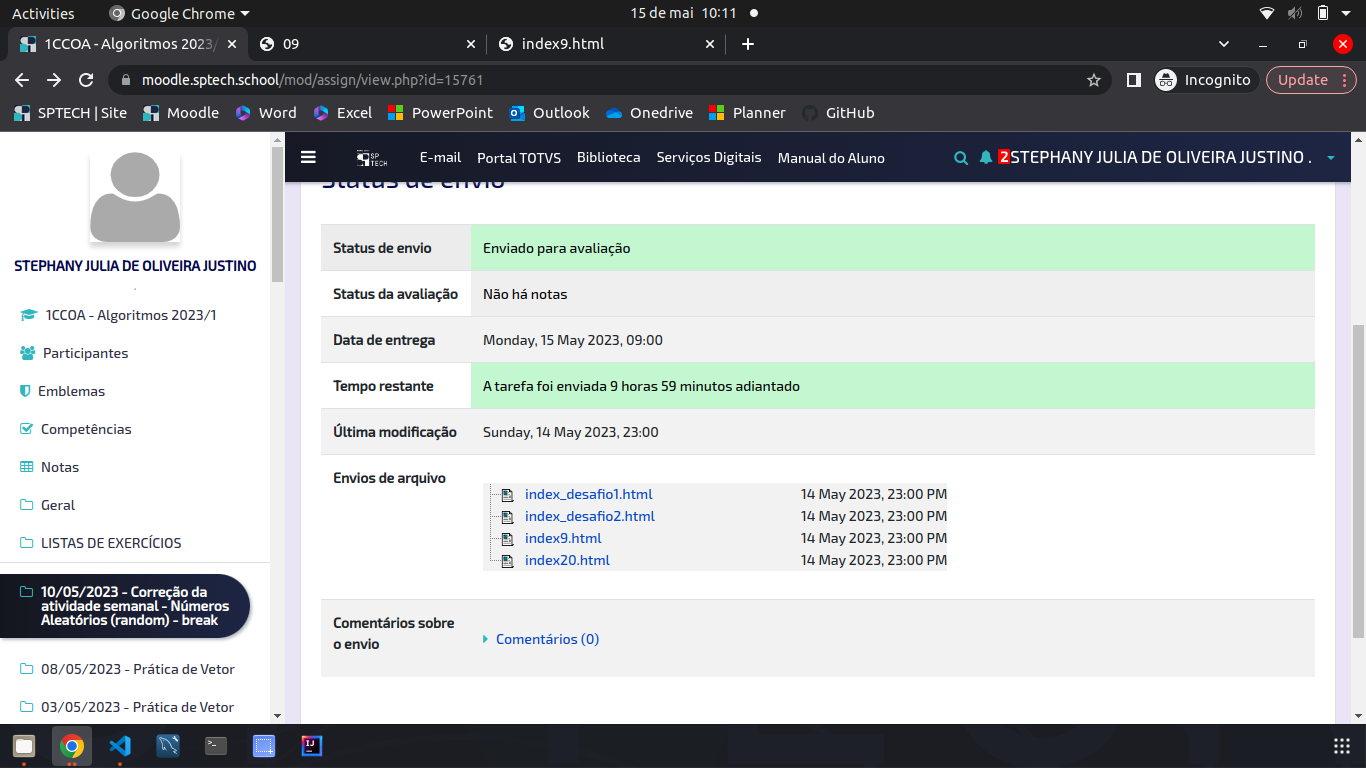 Activities
Google Chrome
15 de mai 10:11
1CCOA - Algoritmos 2023/
09
index9.html
moodle.sptech.school/mod/assign/view.php?id=15761
Incognito
Update
SPTECH | Site
Moodle
Word
Excel
PowerPoint
Outlook
Onedrive
Planner
GitHub
SP TECH
E-mail
Portal TOTVS
Biblioteca
Serviços Digitais
Manual do Aluno
2
STEPHANY JULIA DE OLIVEIRA JUSTINO .
STEPHANY JULIA DE OLIVEIRA JUSTINO
.
1CCOA - Algoritmos 2023/1
Participantes
Emblemas
Competências
Notas
Geral
LISTAS DE EXERCÍCIOS
10/05/2023 - Correção da
atividade semanal - Números
Aleatórios (random) - break
08/05/2023 - Prática de Vetor
03/05/2023 - Prática de Vetor
Status de envio
Status de envio
Enviado para avaliação
Status da avaliação
Não há notas
Data de entrega
Monday, 15 May 2023, 09:00
Tempo restante
A tarefa foi enviada 9 horas 59 minutos adiantado
Última modificação
Sunday, 14 May 2023, 23:00
Envios de arquivo
index_desafio1.html
14 May 2023, 23:00 PM
index_desafio2.html
14 May 2023, 23:00 PM
index9.html
14 May 2023, 23:00 PM
index20.html
14 May 2023, 23:00 PM
Comentários sobre
o envio
Comentários (0)